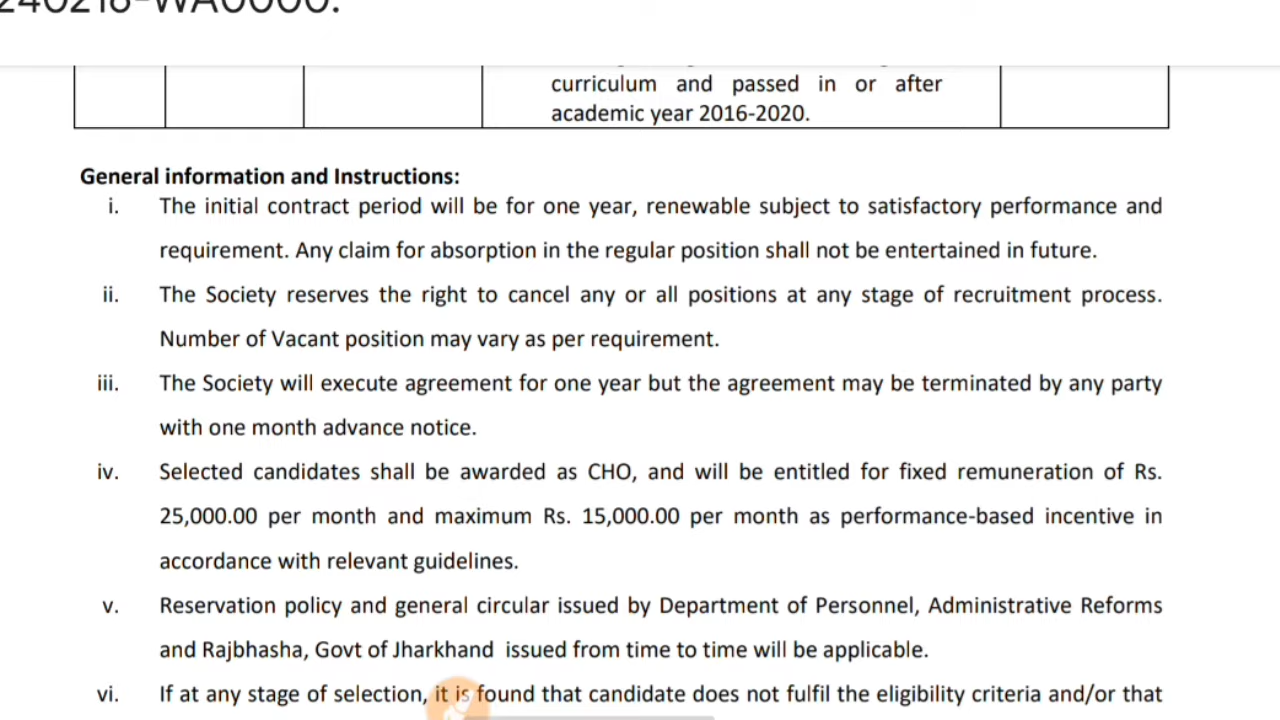 240218-WA0000.
curriculum and passed in or after
academic year 2016-2020.
General information and Instructions:
i. The initial contract period will be for one year, renewable subject to satisfactory performance and
requirement. Any claim for absorption in the regular position shall not be entertained in future.
ii. The Society reserves the right to cancel any or all positions at any stage of recruitment process.
Number of Vacant position may vary as per requirement.
iii. The Society will execute agreement for one year but the agreement may be terminated by any party
with one month advance notice.
iv. Selected candidates shall be awarded as CHO, and will be entitled for fixed remuneration of Rs.
25,000.00 per month and maximum Rs. 15,000.00 per month as performance-based incentive in
accordance with relevant guidelines.
v. Reservation policy and general circular issued by Department of Personnel, Administrative Reforms
and Rajbhasha, Govt of Jharkhand issued from time to time will be applicable.
vi. If at any stage of selection, it is found that candidate does not fulfil the eligibility criteria and/or that